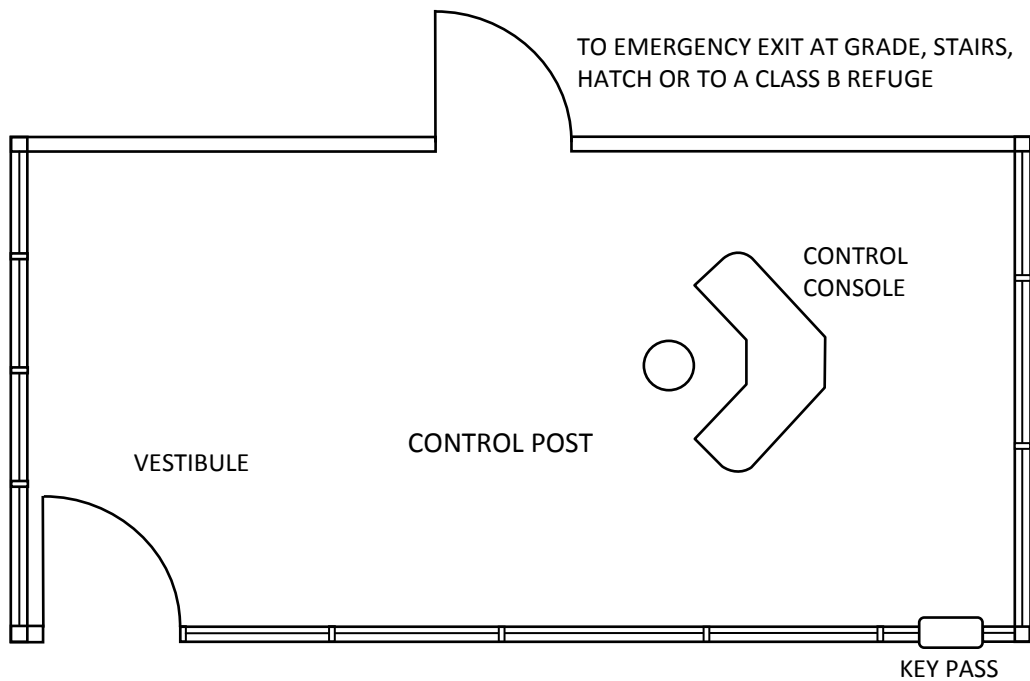 TO EMERGENCY EXIT AT GRADE, STAIRS,
HATCH OR TO A CLASS B REFUGE
CONTROL
CONSOLE
CONTROL POST
VESTIBULE
KEY PASS